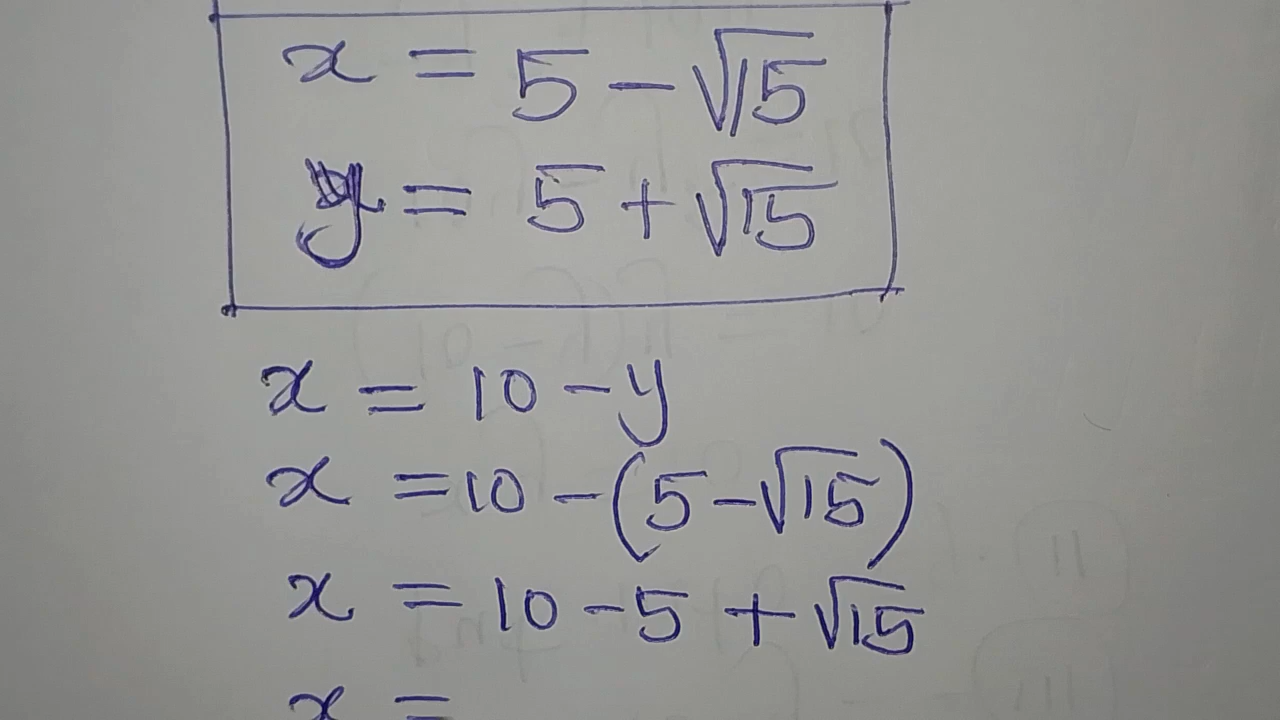 x = 5 - √15
y = 5 + √15
x = 10 - y
x = 10 - (5 - √15)
x = 10 - 5 + √15
x =